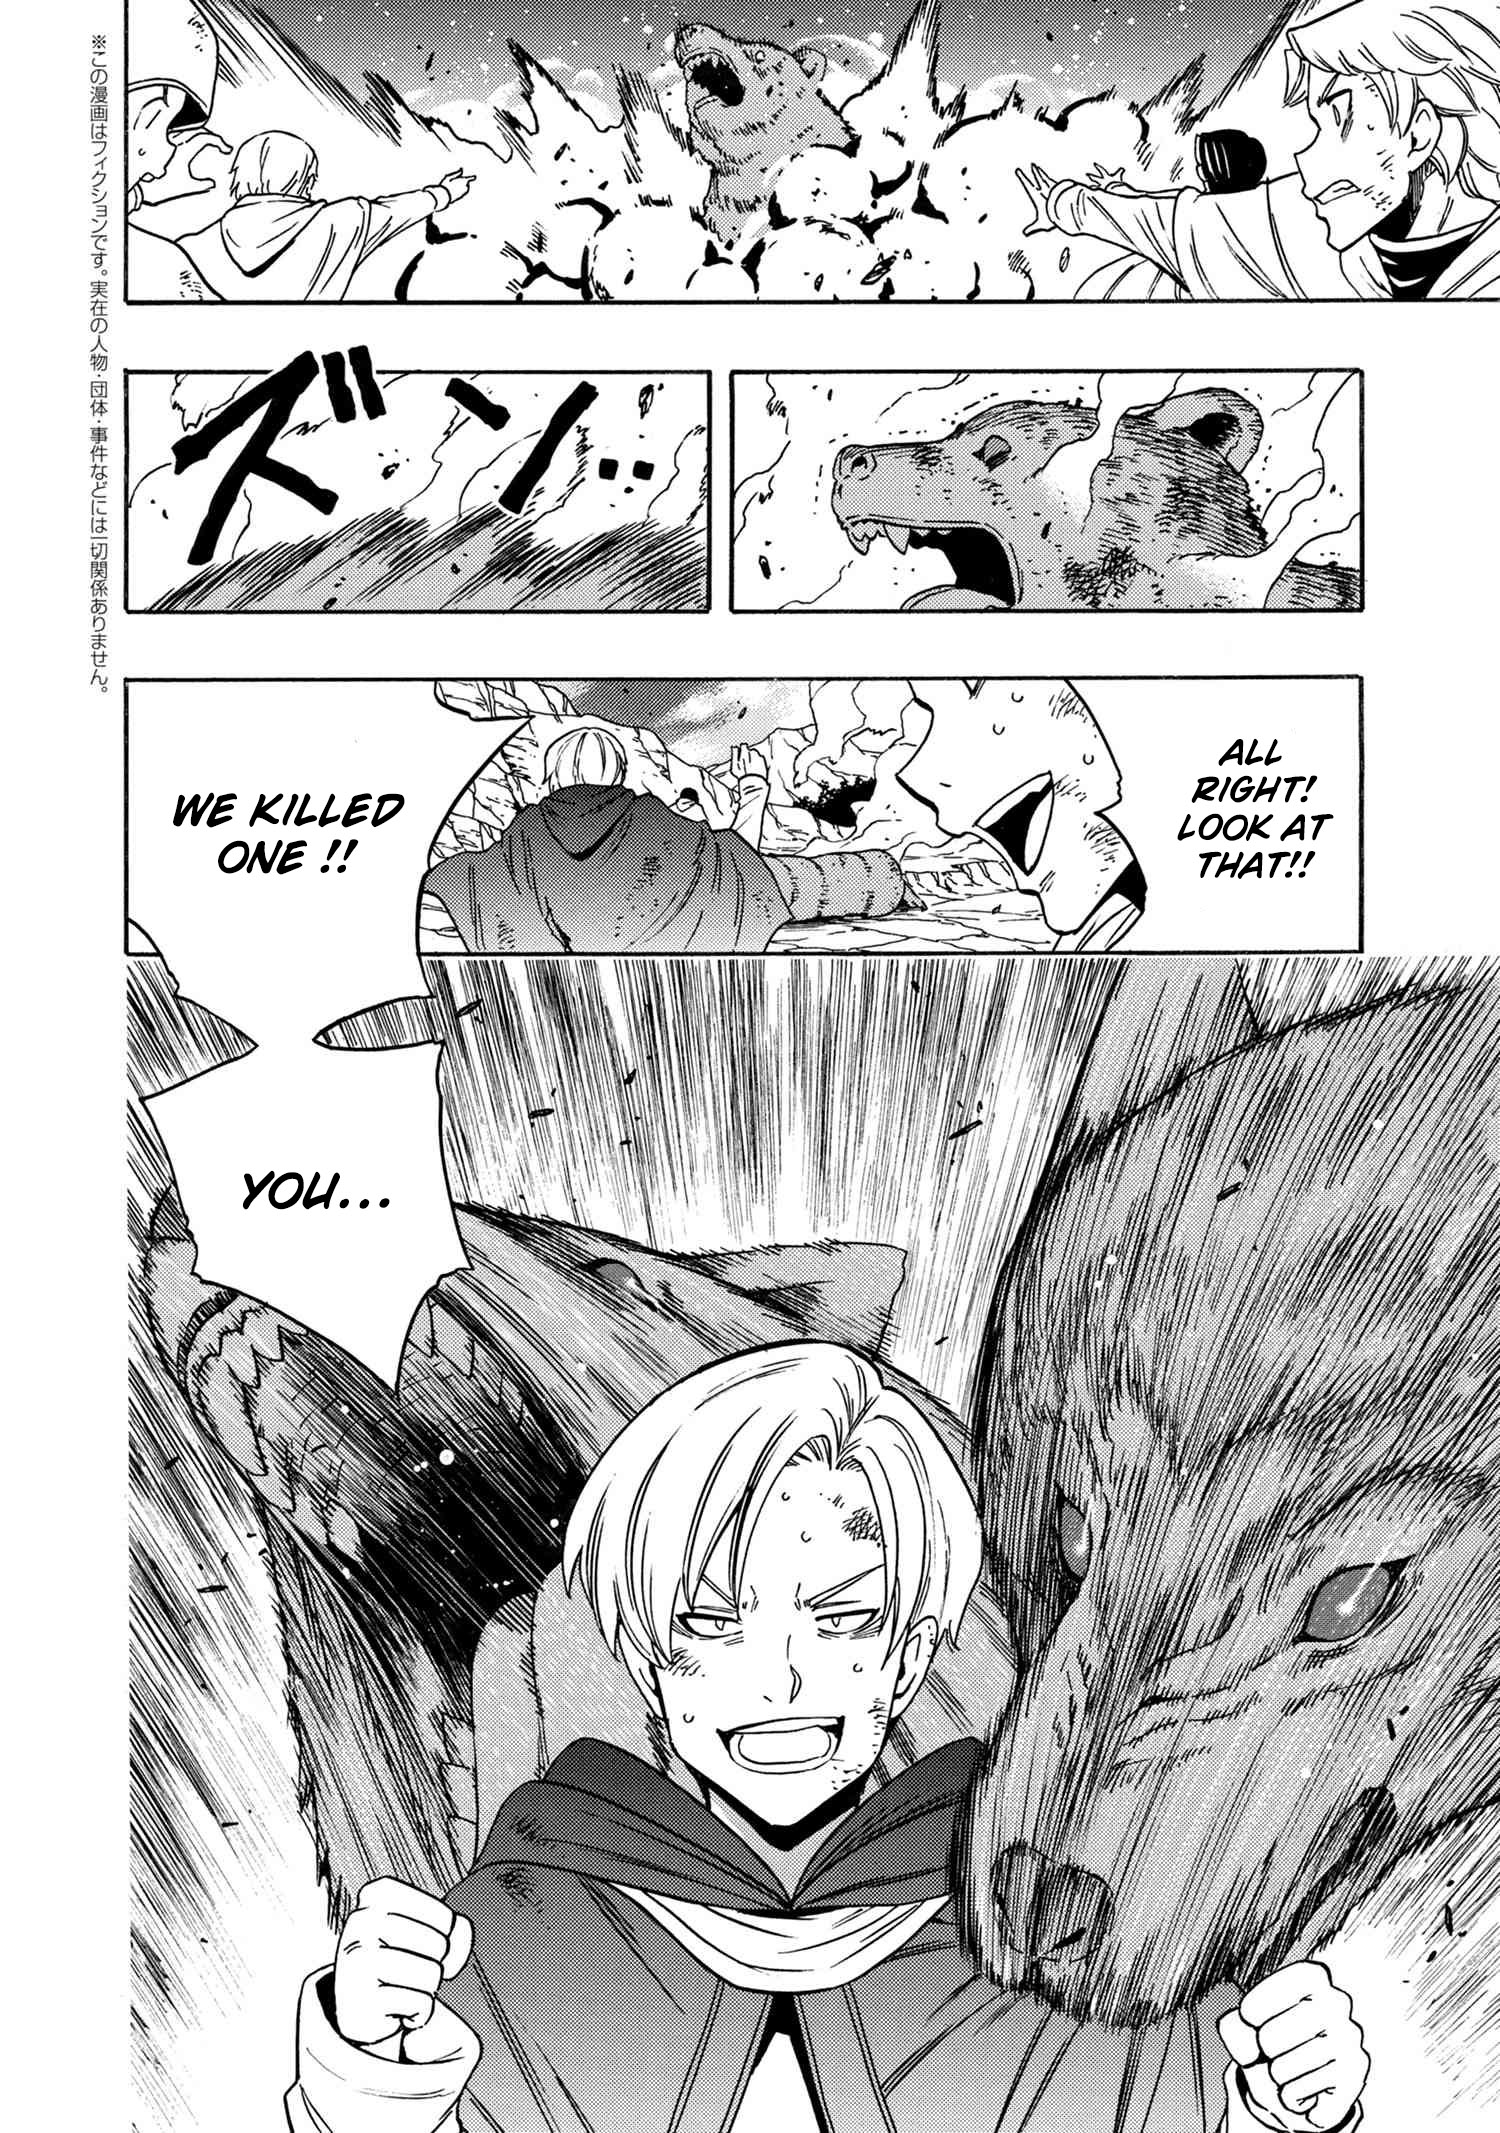 ※この漫画はフィクションです。実在の人物・団体・事件などには一切関係ありません。
ズン‥
ALL
RIGHT!
LOOK AT
THAT!!
WE KILLED
ONE !!
YOU...